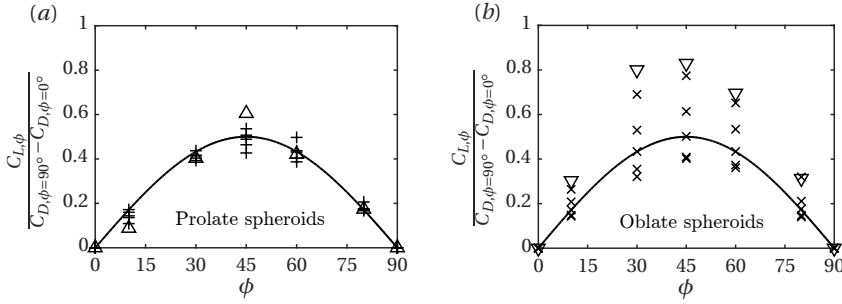 (a)
1
0.8
0.6
0.4
0.2
0
C_{L,ϕ}
C_{D,ϕ=90°} − C_{D,ϕ=0°}
Prolate spheroids
0 15 30 45 60 75 90
ϕ
(b)
1
0.8
0.6
0.4
0.2
0
C_{L,ϕ}
C_{D,ϕ=90°} − C_{D,ϕ=0°}
Oblate spheroids
0 15 30 45 60 75 90
ϕ